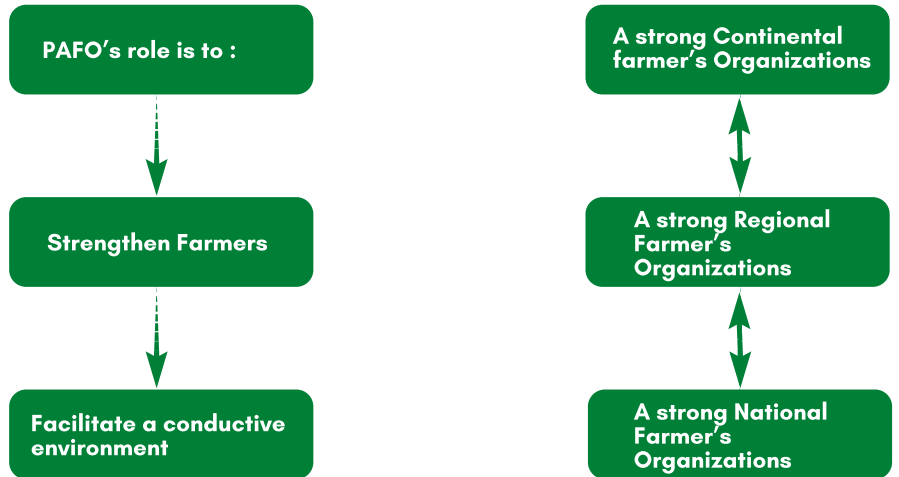 PAFO’s role is to :
Strengthen Farmers
Facilitate a conductive
environment
A strong Continental
farmer’s Organizations
A strong Regional
Farmer’s
Organizations
A strong National
Farmer’s
Organizations